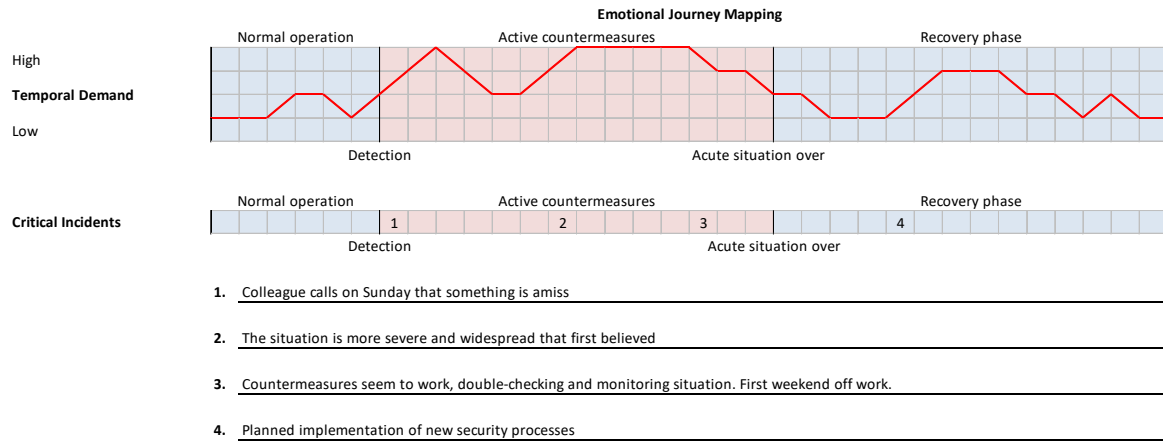 Emotional Journey Mapping
Normal operation Active countermeasures Recovery phase
High
Temporal Demand
Low
Detection Acute situation over
Normal operation Active countermeasures Recovery phase
Critical Incidents 1 2 3 4
Detection Acute situation over
1. Colleague calls on Sunday that something is amiss
2. The situation is more severe and widespread that first believed
3. Countermeasures seem to work, double-checking and monitoring situation. First weekend off work.
4. Planned implementation of new security processes